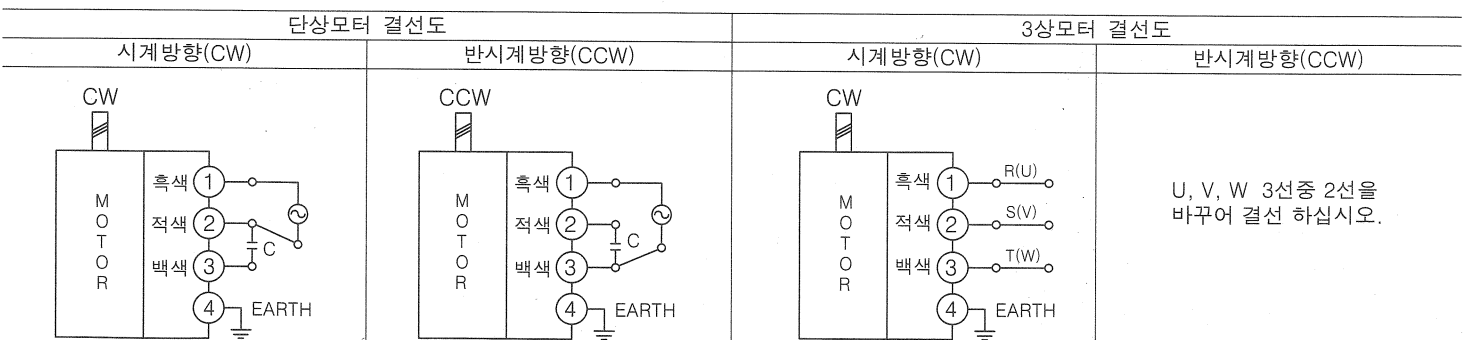 단상모터 결선도
3상모터 결선도
시계방향(CW)
반시계방향(CCW)
시계방향(CW)
반시계방향(CCW)
CW
MOTOR
흑색 1
적색 2
백색 3
4 EARTH
C
CCW
MOTOR
흑색 1
적색 2
백색 3
4 EARTH
C
CW
MOTOR
흑색 1 R(U)
적색 2 S(V)
백색 3 T(W)
4 EARTH
U, V, W 3선중 2선을
바꾸어 결선 하십시오.